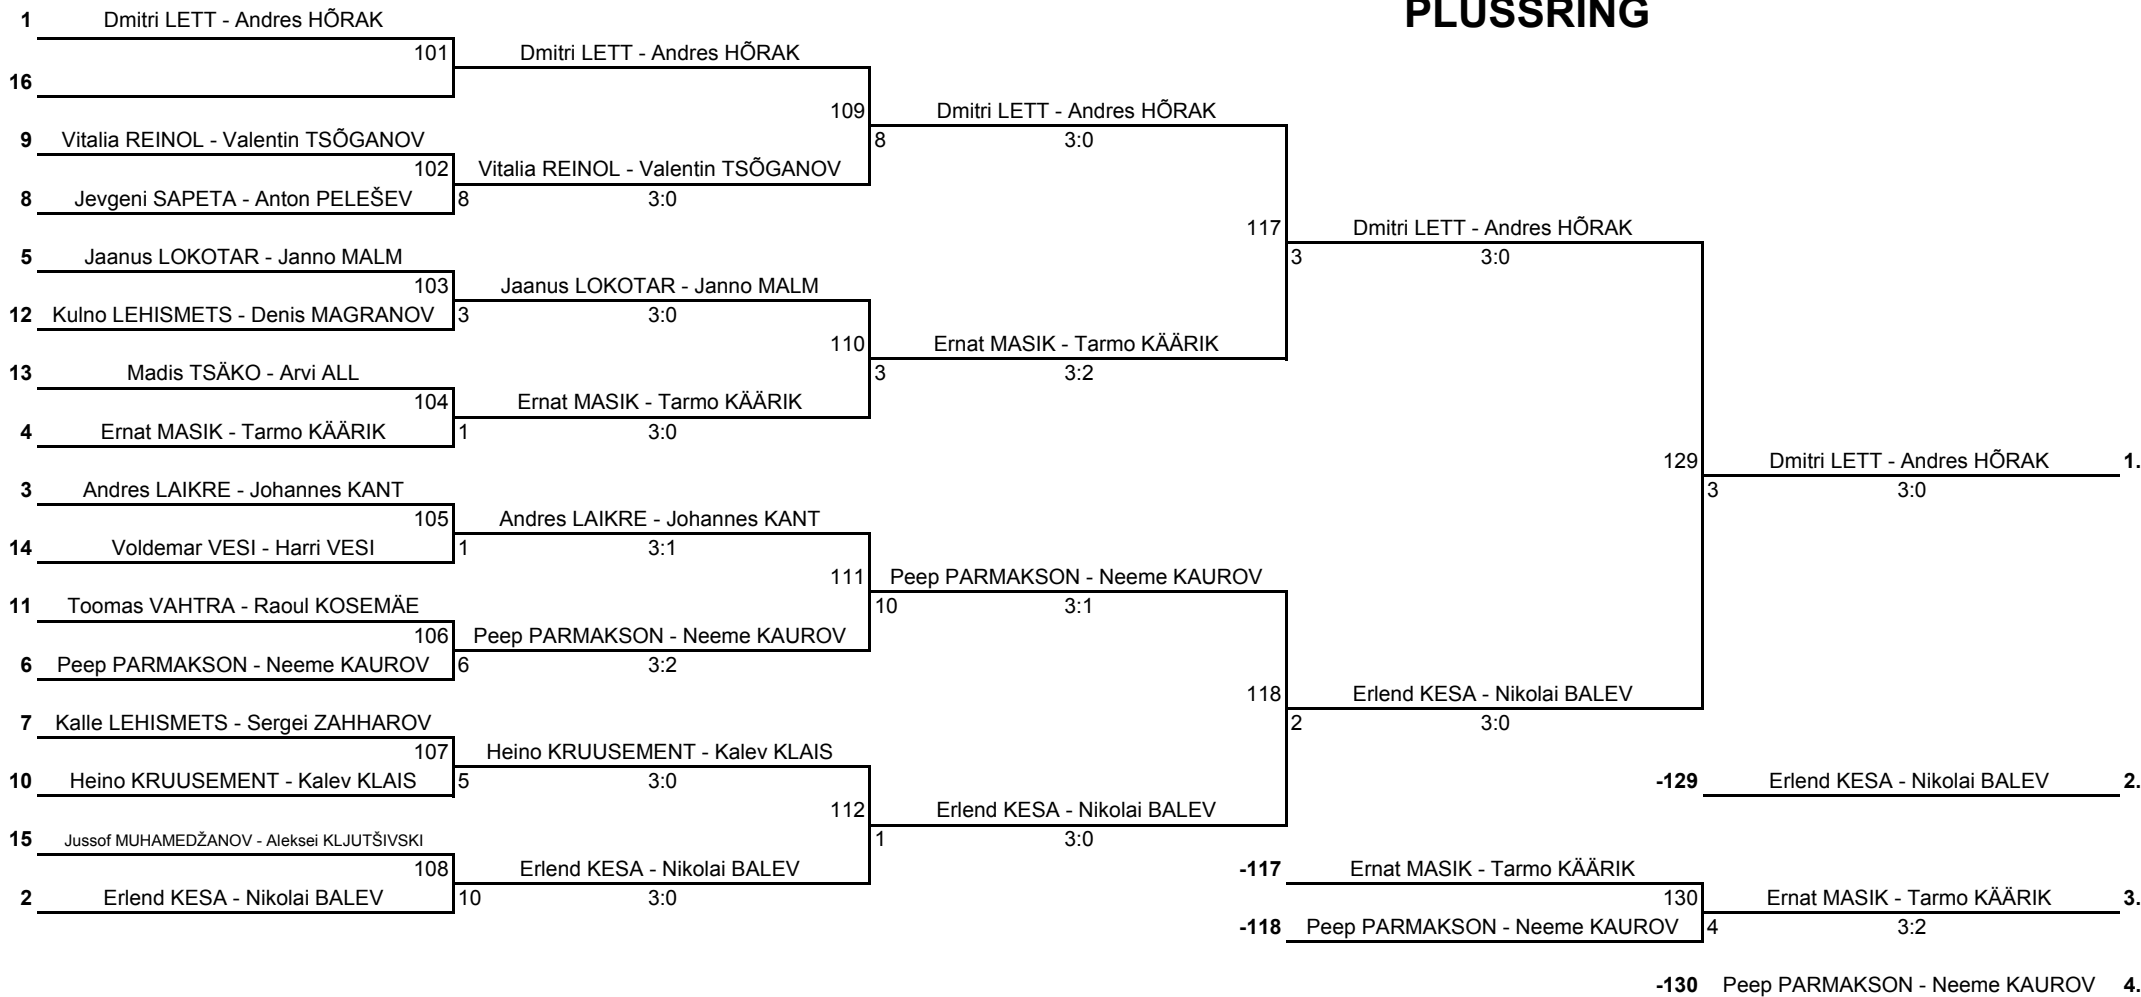 PLUSSRING
1 Dmitri LETT - Andres HÕRAK
101 Dmitri LETT - Andres HÕRAK
16
109 Dmitri LETT - Andres HÕRAK
9 Vitalia REINOL - Valentin TSÕGANOV
8 3:0
102 Vitalia REINOL - Valentin TSÕGANOV
8 Jevgeni SAPETA - Anton PELEŠEV 8 3:0
117 Dmitri LETT - Andres HÕRAK
5 Jaanus LOKOTAR - Janno MALM
3 3:0
103 Jaanus LOKOTAR - Janno MALM
12 Kulno LEHISMETS - Denis MAGRANOV 3 3:0
110 Ernat MASIK - Tarmo KÄÄRIK
13 Madis TSÄKO - Arvi ALL
3 3:2
104 Ernat MASIK - Tarmo KÄÄRIK
4 Ernat MASIK - Tarmo KÄÄRIK 1 3:0
129 Dmitri LETT - Andres HÕRAK 1.
3 Andres LAIKRE - Johannes KANT
3 3:0
105 Andres LAIKRE - Johannes KANT
14 Voldemar VESI - Harri VESI 1 3:1
111 Peep PARMAKSON - Neeme KAUROV
11 Toomas VAHTRA - Raoul KOSEMÄE
10 3:1
106 Peep PARMAKSON - Neeme KAUROV
6 Peep PARMAKSON - Neeme KAUROV 6 3:2
118 Erlend KESA - Nikolai BALEV
7 Kalle LEHISMETS - Sergei ZAHHAROV
2 3:0
107 Heino KRUUSEMENT - Kalev KLAIS
10 Heino KRUUSEMENT - Kalev KLAIS 5 3:0
-129 Erlend KESA - Nikolai BALEV 2.
112 Erlend KESA - Nikolai BALEV
15 Jussof MUHAMEDŽANOV - Aleksei KLJUTŠIVSKI
1 3:0
108 Erlend KESA - Nikolai BALEV
-117 Ernat MASIK - Tarmo KÄÄRIK
2 Erlend KESA - Nikolai BALEV 10 3:0
130 Ernat MASIK - Tarmo KÄÄRIK 3.
-118 Peep PARMAKSON - Neeme KAUROV 4 3:2
-130 Peep PARMAKSON - Neeme KAUROV 4.